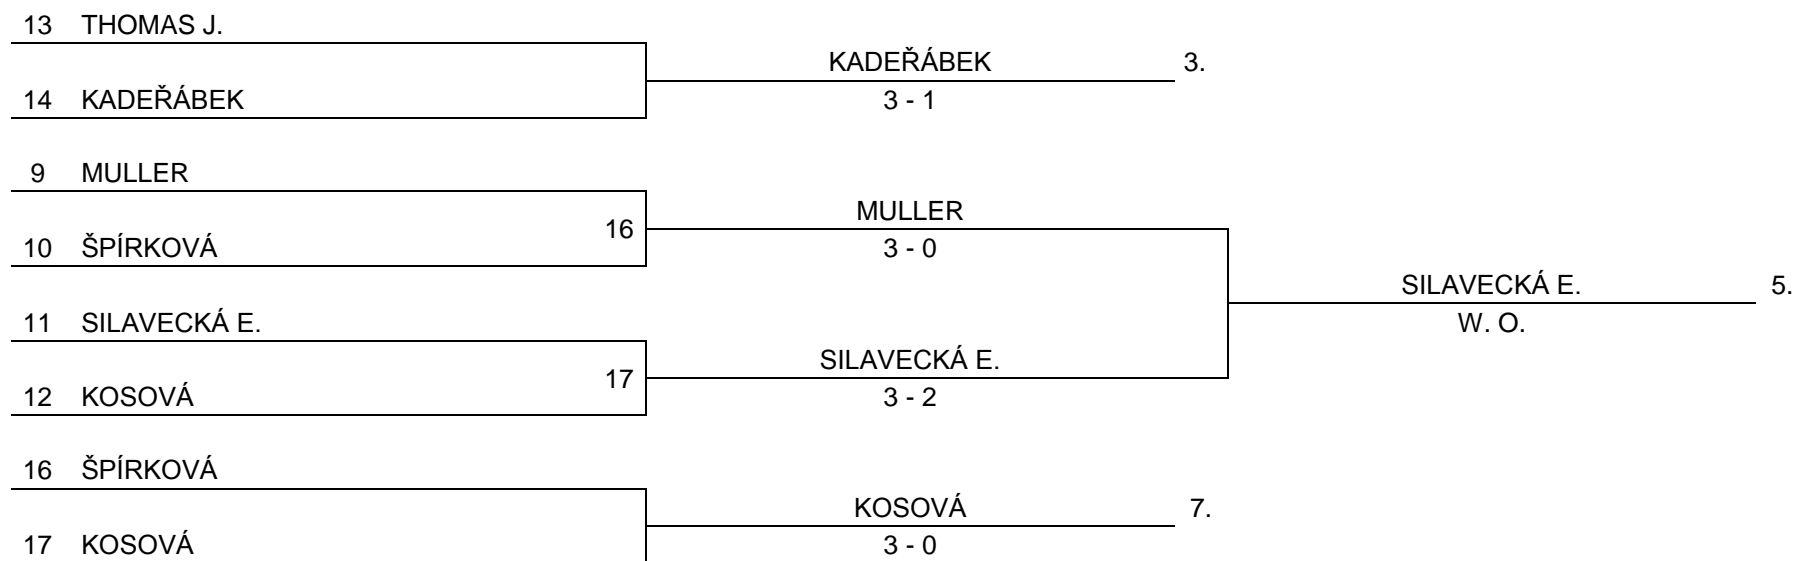 13 THOMAS J.
KADEŘÁBEK 3.
14 KADEŘÁBEK 3 - 1
9 MULLER
MULLER
16
10 ŠPÍRKOVÁ 3 - 0
SILAVECKÁ E. 5.
11 SILAVECKÁ E. W. O.
SILAVECKÁ E.
17
12 KOSOVÁ 3 - 2
16 ŠPÍRKOVÁ
KOSOVÁ 7.
17 KOSOVÁ 3 - 0